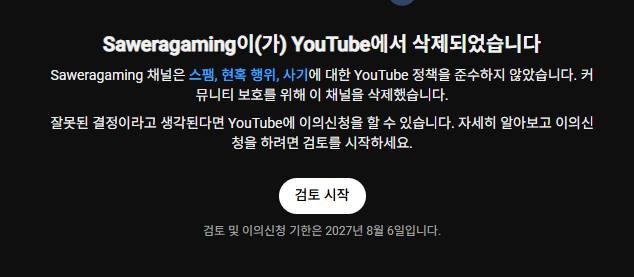 Saweragaming이(가) YouTube에서 삭제되었습니다
Saweragaming 채널은 스팸, 현혹 행위, 사기에 대한 YouTube 정책을 준수하지 않았습니다. 커
뮤니티 보호를 위해 이 채널을 삭제했습니다.
잘못된 결정이라고 생각된다면 YouTube에 이의신청을 할 수 있습니다. 자세히 알아보고 이의신
청을 하려면 검토를 시작하세요.
검토 시작
검토 및 이의신청 기한은 2027년 8월 6일입니다.